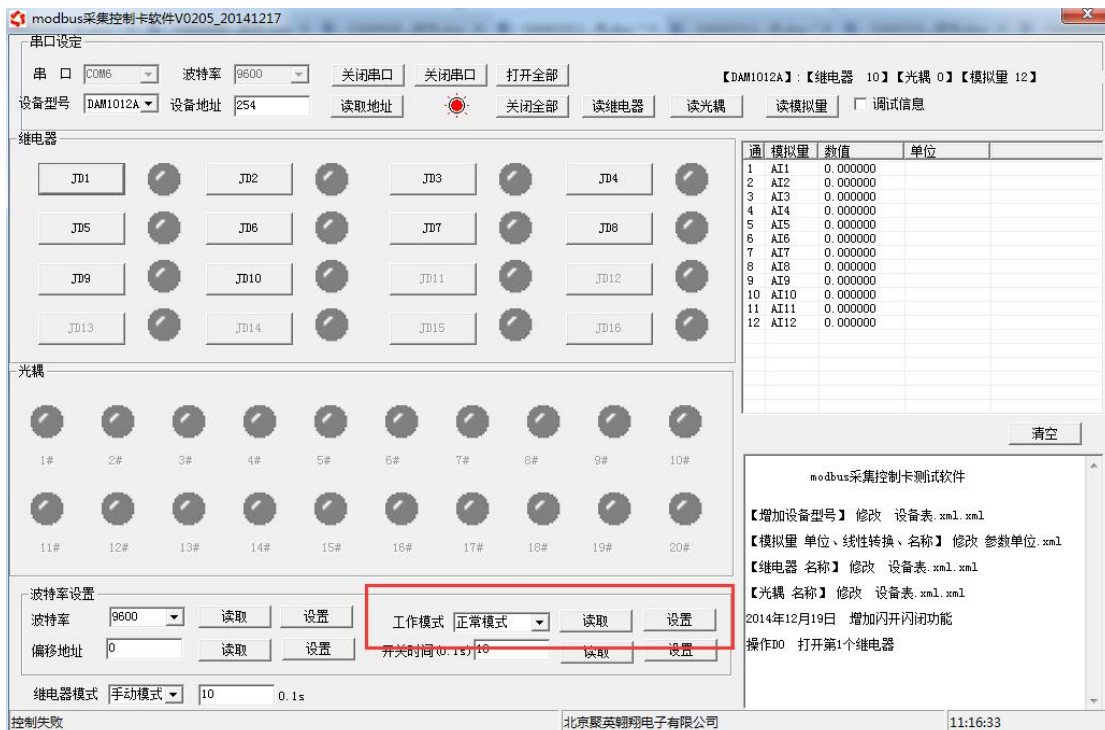 modbus采集控制卡软件V0205_20141217
串口设定
串 口 COM6 波特率 9600 关闭串口 关闭串口 打开全部
【DAM1012A】:【继电器 10】【光耦 0】【模拟量 12】
设备型号 DAM1012A 设备地址 254 读取地址 关闭全部 读继电器 读光耦 读模拟量 调试信息
继电器
JD1 JD2 JD3 JD4
JD5 JD6 JD7 JD8
JD9 JD10 JD11 JD12
JD13 JD14 JD15 JD16
通 模拟量 数值 单位
1 AI1 0.000000
2 AI2 0.000000
3 AI3 0.000000
4 AI4 0.000000
5 AI5 0.000000
6 AI6 0.000000
7 AI7 0.000000
8 AI8 0.000000
9 AI9 0.000000
10 AI10 0.000000
11 AI11 0.000000
12 AI12 0.000000
光耦
1# 2# 3# 4# 5# 6# 7# 8# 9# 10#
11# 12# 13# 14# 15# 16# 17# 18# 19# 20#
清空
modbus采集控制卡测试软件
【增加设备型号】 修改 设备表.xml.xml
【模拟量 单位、线性转换、名称】 修改 参数单位.xml
【继电器 名称】 修改 设备表.xml.xml
【光耦 名称】 修改 设备表.xml.xml
2014年12月19日 增加闪开闪闭功能
操作DO 打开第1个继电器
波特率设置
波特率 9600 读取 设置 工作模式 正常模式 读取 设置
偏移地址 0 读取 设置 开关时间(0.1s) 10 读取 设置
继电器模式 手动模式 10 0.1s
控制失败 北京聚英翱翔电子有限公司 11:16:33